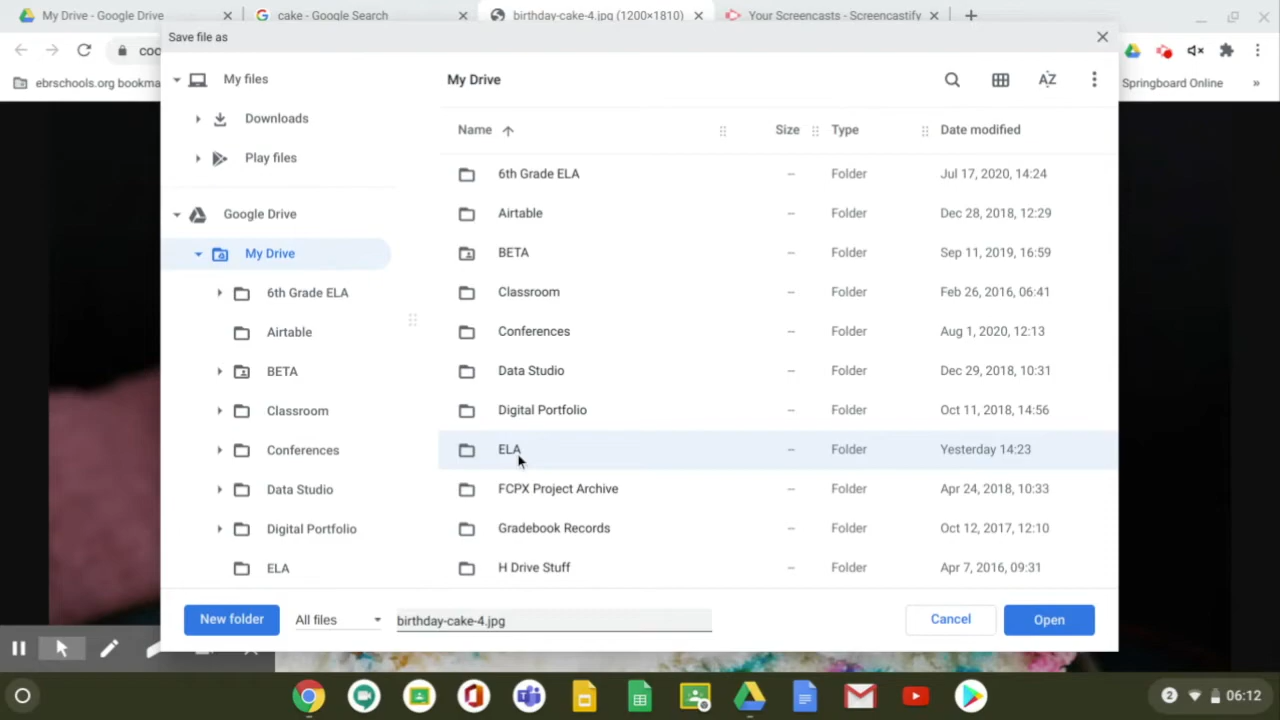 My Drive - Google Drive
cake - Google Search
birthday-cake-4.jpg (1200×1810)
Your Screencasts - Screencastify
Save file as
coo
ebrschools.org bookma
Springboard Online
»
My files
Downloads
Play files
Google Drive
My Drive
6th Grade ELA
Airtable
BETA
Classroom
Conferences
Data Studio
Digital Portfolio
ELA
My Drive
AZ
Name Size Type Date modified
6th Grade ELA -- Folder Jul 17, 2020, 14:24
Airtable -- Folder Dec 28, 2018, 12:29
BETA -- Folder Sep 11, 2019, 16:59
Classroom -- Folder Feb 26, 2016, 06:41
Conferences -- Folder Aug 1, 2020, 12:13
Data Studio -- Folder Dec 29, 2018, 10:31
Digital Portfolio -- Folder Oct 11, 2018, 14:56
ELA -- Folder Yesterday 14:23
FCPX Project Archive -- Folder Apr 24, 2018, 10:33
Gradebook Records -- Folder Oct 12, 2017, 12:10
H Drive Stuff -- Folder Apr 7, 2016, 09:31
New folder All files birthday-cake-4.jpg Cancel Open
2 06:12